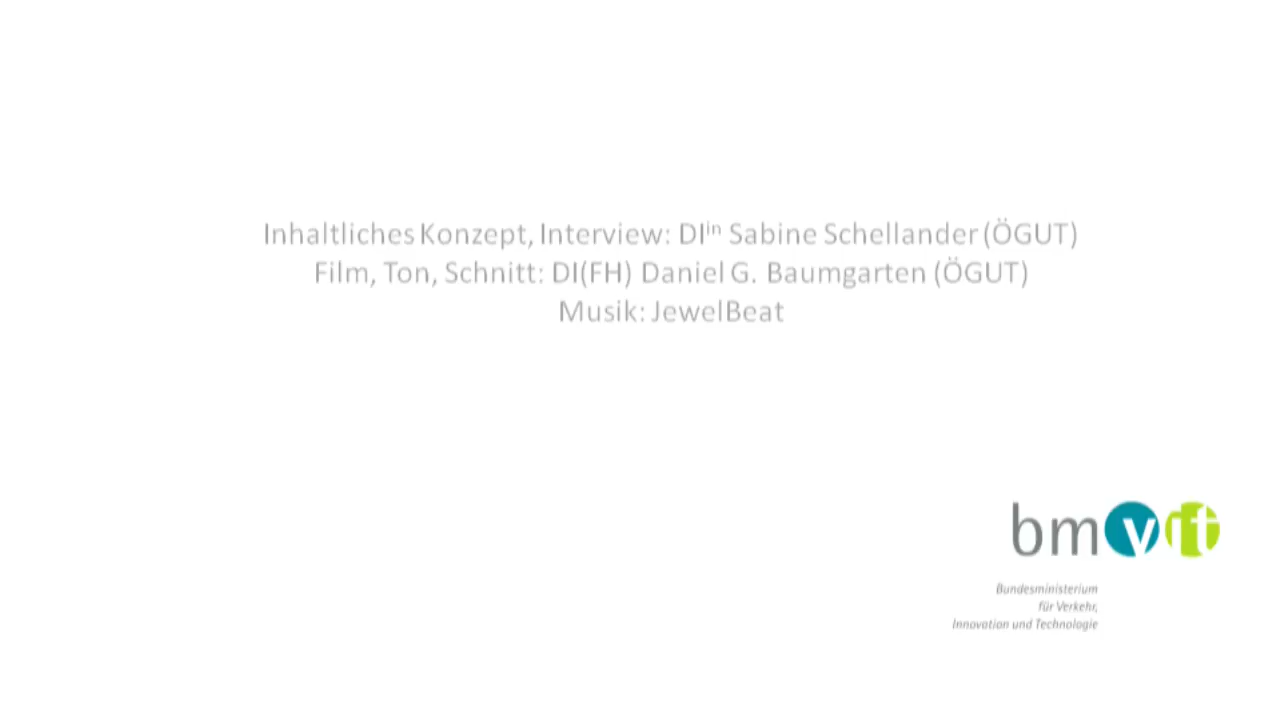 Inhaltliches Konzept, Interview: DIⁱⁿ Sabine Schellander (ÖGUT)
Film, Ton, Schnitt: DI(FH) Daniel G. Baumgarten (ÖGUT)
Musik: JewelBeat
bmvit
Bundesministerium
für Verkehr,
Innovation und Technologie